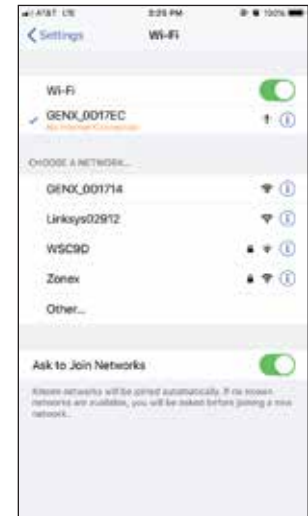 AT&T LTE 3:25 PM 100%
Settings Wi-Fi
Wi-Fi
GENX_0017EC
No Internet Connection
CHOOSE A NETWORK...
GENX_001714
Linksys02912
WSC9D
Zonex
Other...
Ask to Join Networks
Known networks will be joined automatically. If no known
networks are available, you will be asked before joining a new
network.